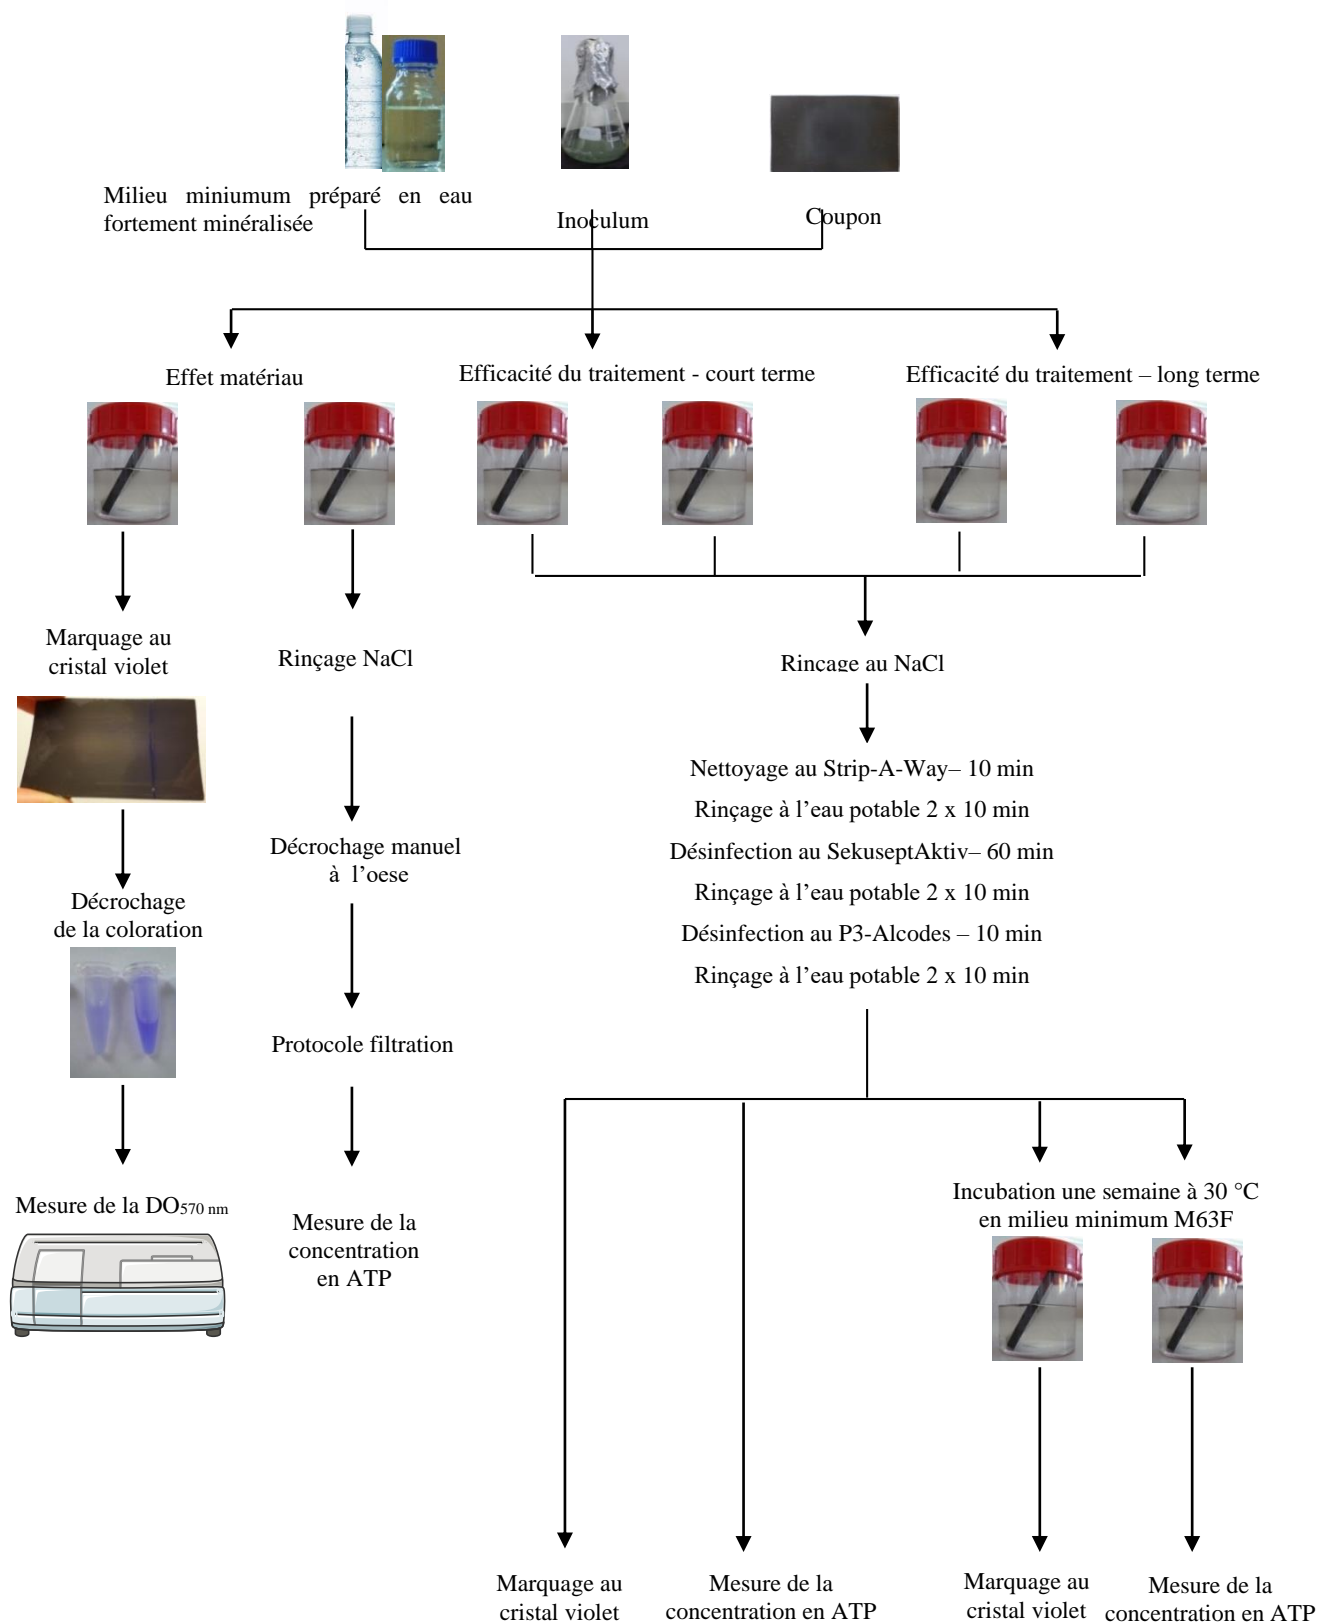 Milieu miniumum préparé en eau
fortement minéralisée
Inoculum
Coupon
Effet matériau
Efficacité du traitement - court terme
Efficacité du traitement – long terme
Marquage au
cristal violet
Rinçage NaCl
Rinçage au NaCl
Nettoyage au Strip-A-Way– 10 min
Rinçage à l’eau potable 2 x 10 min
Désinfection au SekuseptAktiv– 60 min
Rinçage à l’eau potable 2 x 10 min
Désinfection au P3-Alcodes – 10 min
Rinçage à l’eau potable 2 x 10 min
Décrochage manuel
à l’oese
Décrochage
de la coloration
Protocole filtration
Mesure de la DO570 nm
Mesure de la
concentration
en ATP
Incubation une semaine à 30 °C
en milieu minimum M63F
Marquage au
cristal violet
Mesure de la
concentration en ATP
Marquage au
cristal violet
Mesure de la
concentration en ATP